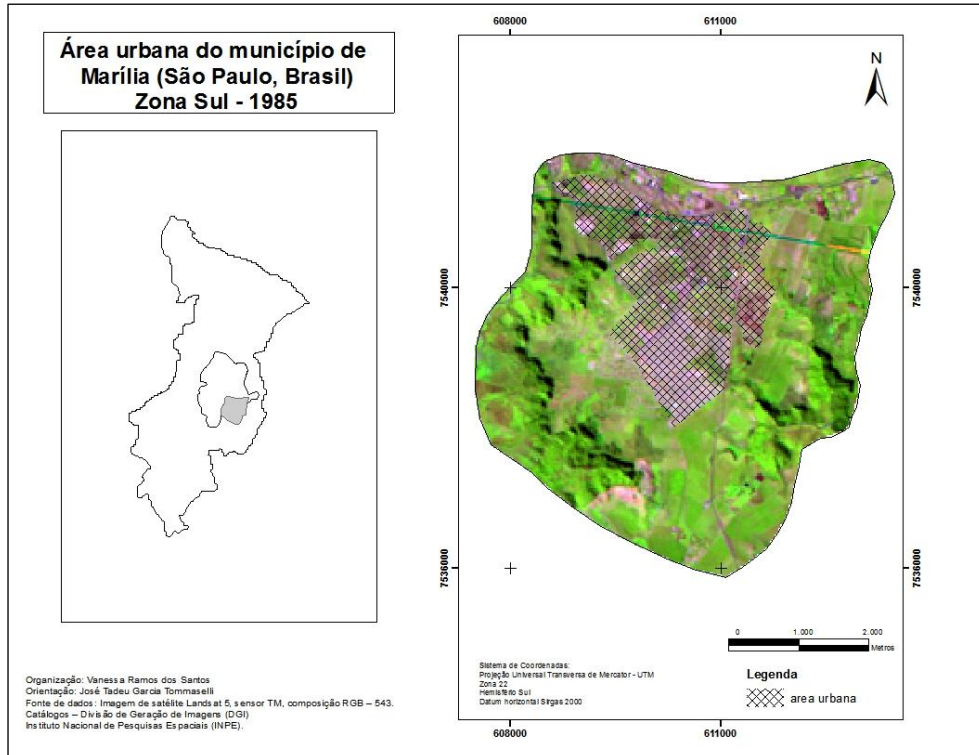 Área urbana do município de
Marília (São Paulo, Brasil)
Zona Sul - 1985
608000
611000
N
7540000
7540000
7536000
7536000
0 1.000 2.000
Metros
Sistema de Coordenadas:
Projeção Universal Transversa de Mercator - UTM
Zona 22
Hemisfério Sul
Datum horizontal Sirgas 2000
Legenda
area urbana
608000
611000
Organização: Vanessa Ramos dos Santos
Orientação: José Tadeu Garcia Tommaselli
Fonte de dados: Imagem de satélite Landsat 5, sensor TM, composição RGB – 543.
Catálogos – Divisão de Geração de Imagens (DGI)
Instituto Nacional de Pesquisas Espaciais (INPE).